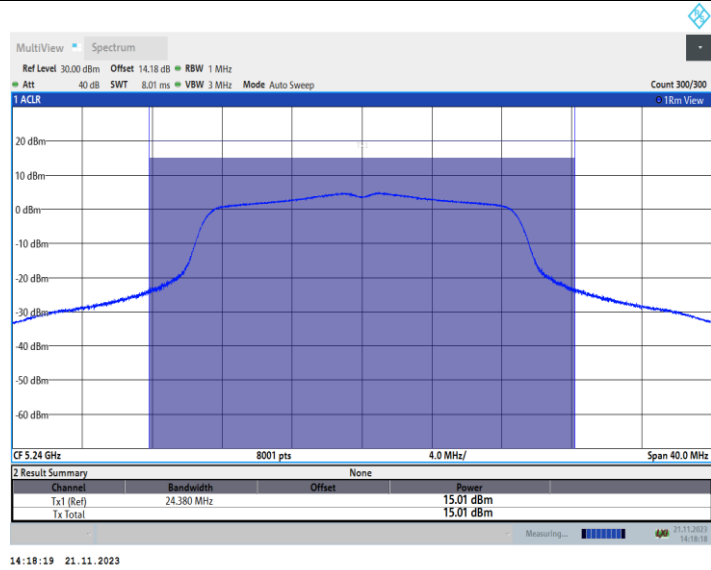 R&S
MultiView Spectrum
Ref Level 30.00 dBm Offset 14.18 dB RBW 1 MHz
Att 40 dB SWT 8.01 ms VBW 3 MHz Mode Auto Sweep Count 300/300
1 ACLR 1Rm View
20 dBm
10 dBm
0 dBm
-10 dBm
-20 dBm
-30 dBm
-40 dBm
-50 dBm
-60 dBm
CF 5.24 GHz 8001 pts 4.0 MHz/ Span 40.0 MHz
2 Result Summary None
Channel Bandwidth Offset Power
Tx1 (Ref) 24.380 MHz 15.01 dBm
Tx Total 15.01 dBm
Measuring... 21.11.2023
14:18:18
14:18:19 21.11.2023